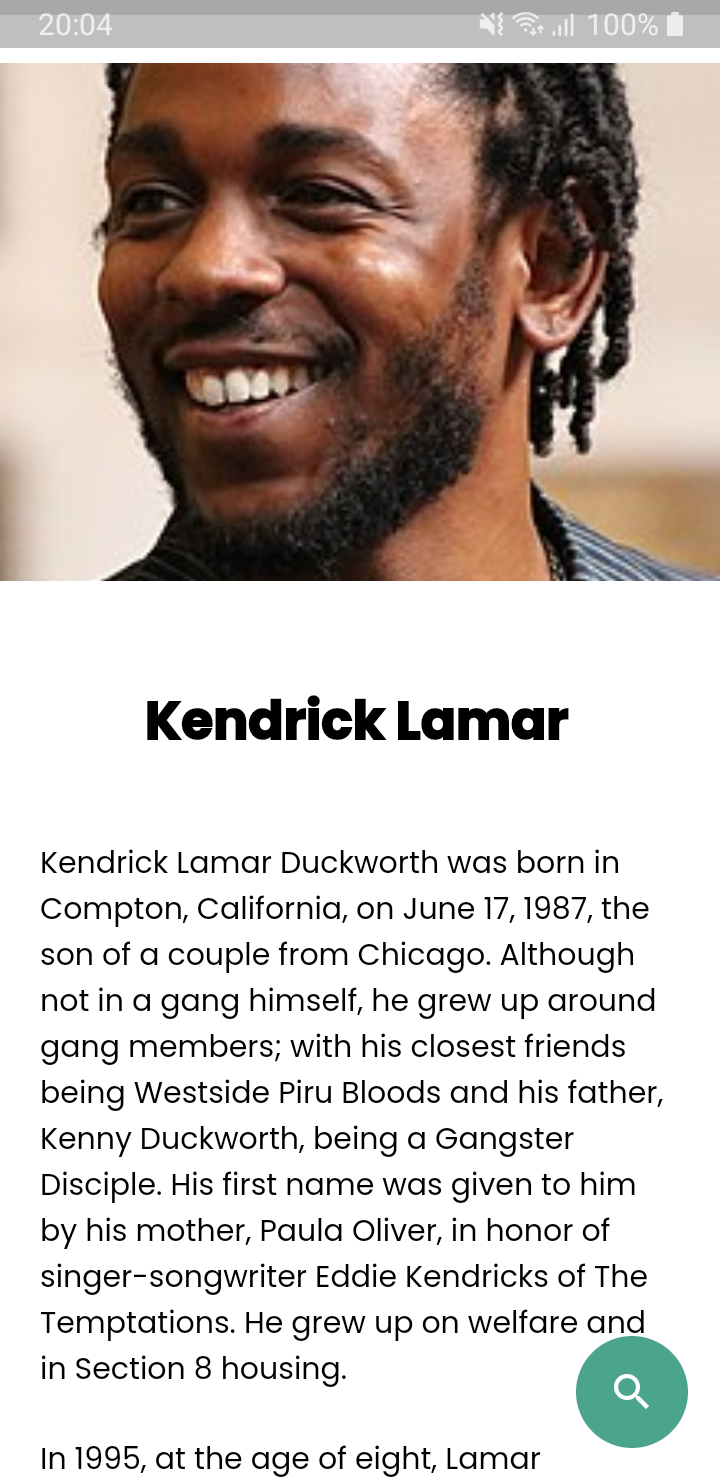 20:04
100%
Kendrick Lamar
Kendrick Lamar Duckworth was born in
Compton, California, on June 17, 1987, the
son of a couple from Chicago. Although
not in a gang himself, he grew up around
gang members; with his closest friends
being Westside Piru Bloods and his father,
Kenny Duckworth, being a Gangster
Disciple. His first name was given to him
by his mother, Paula Oliver, in honor of
singer-songwriter Eddie Kendricks of The
Temptations. He grew up on welfare and
in Section 8 housing.
In 1995, at the age of eight, Lamar